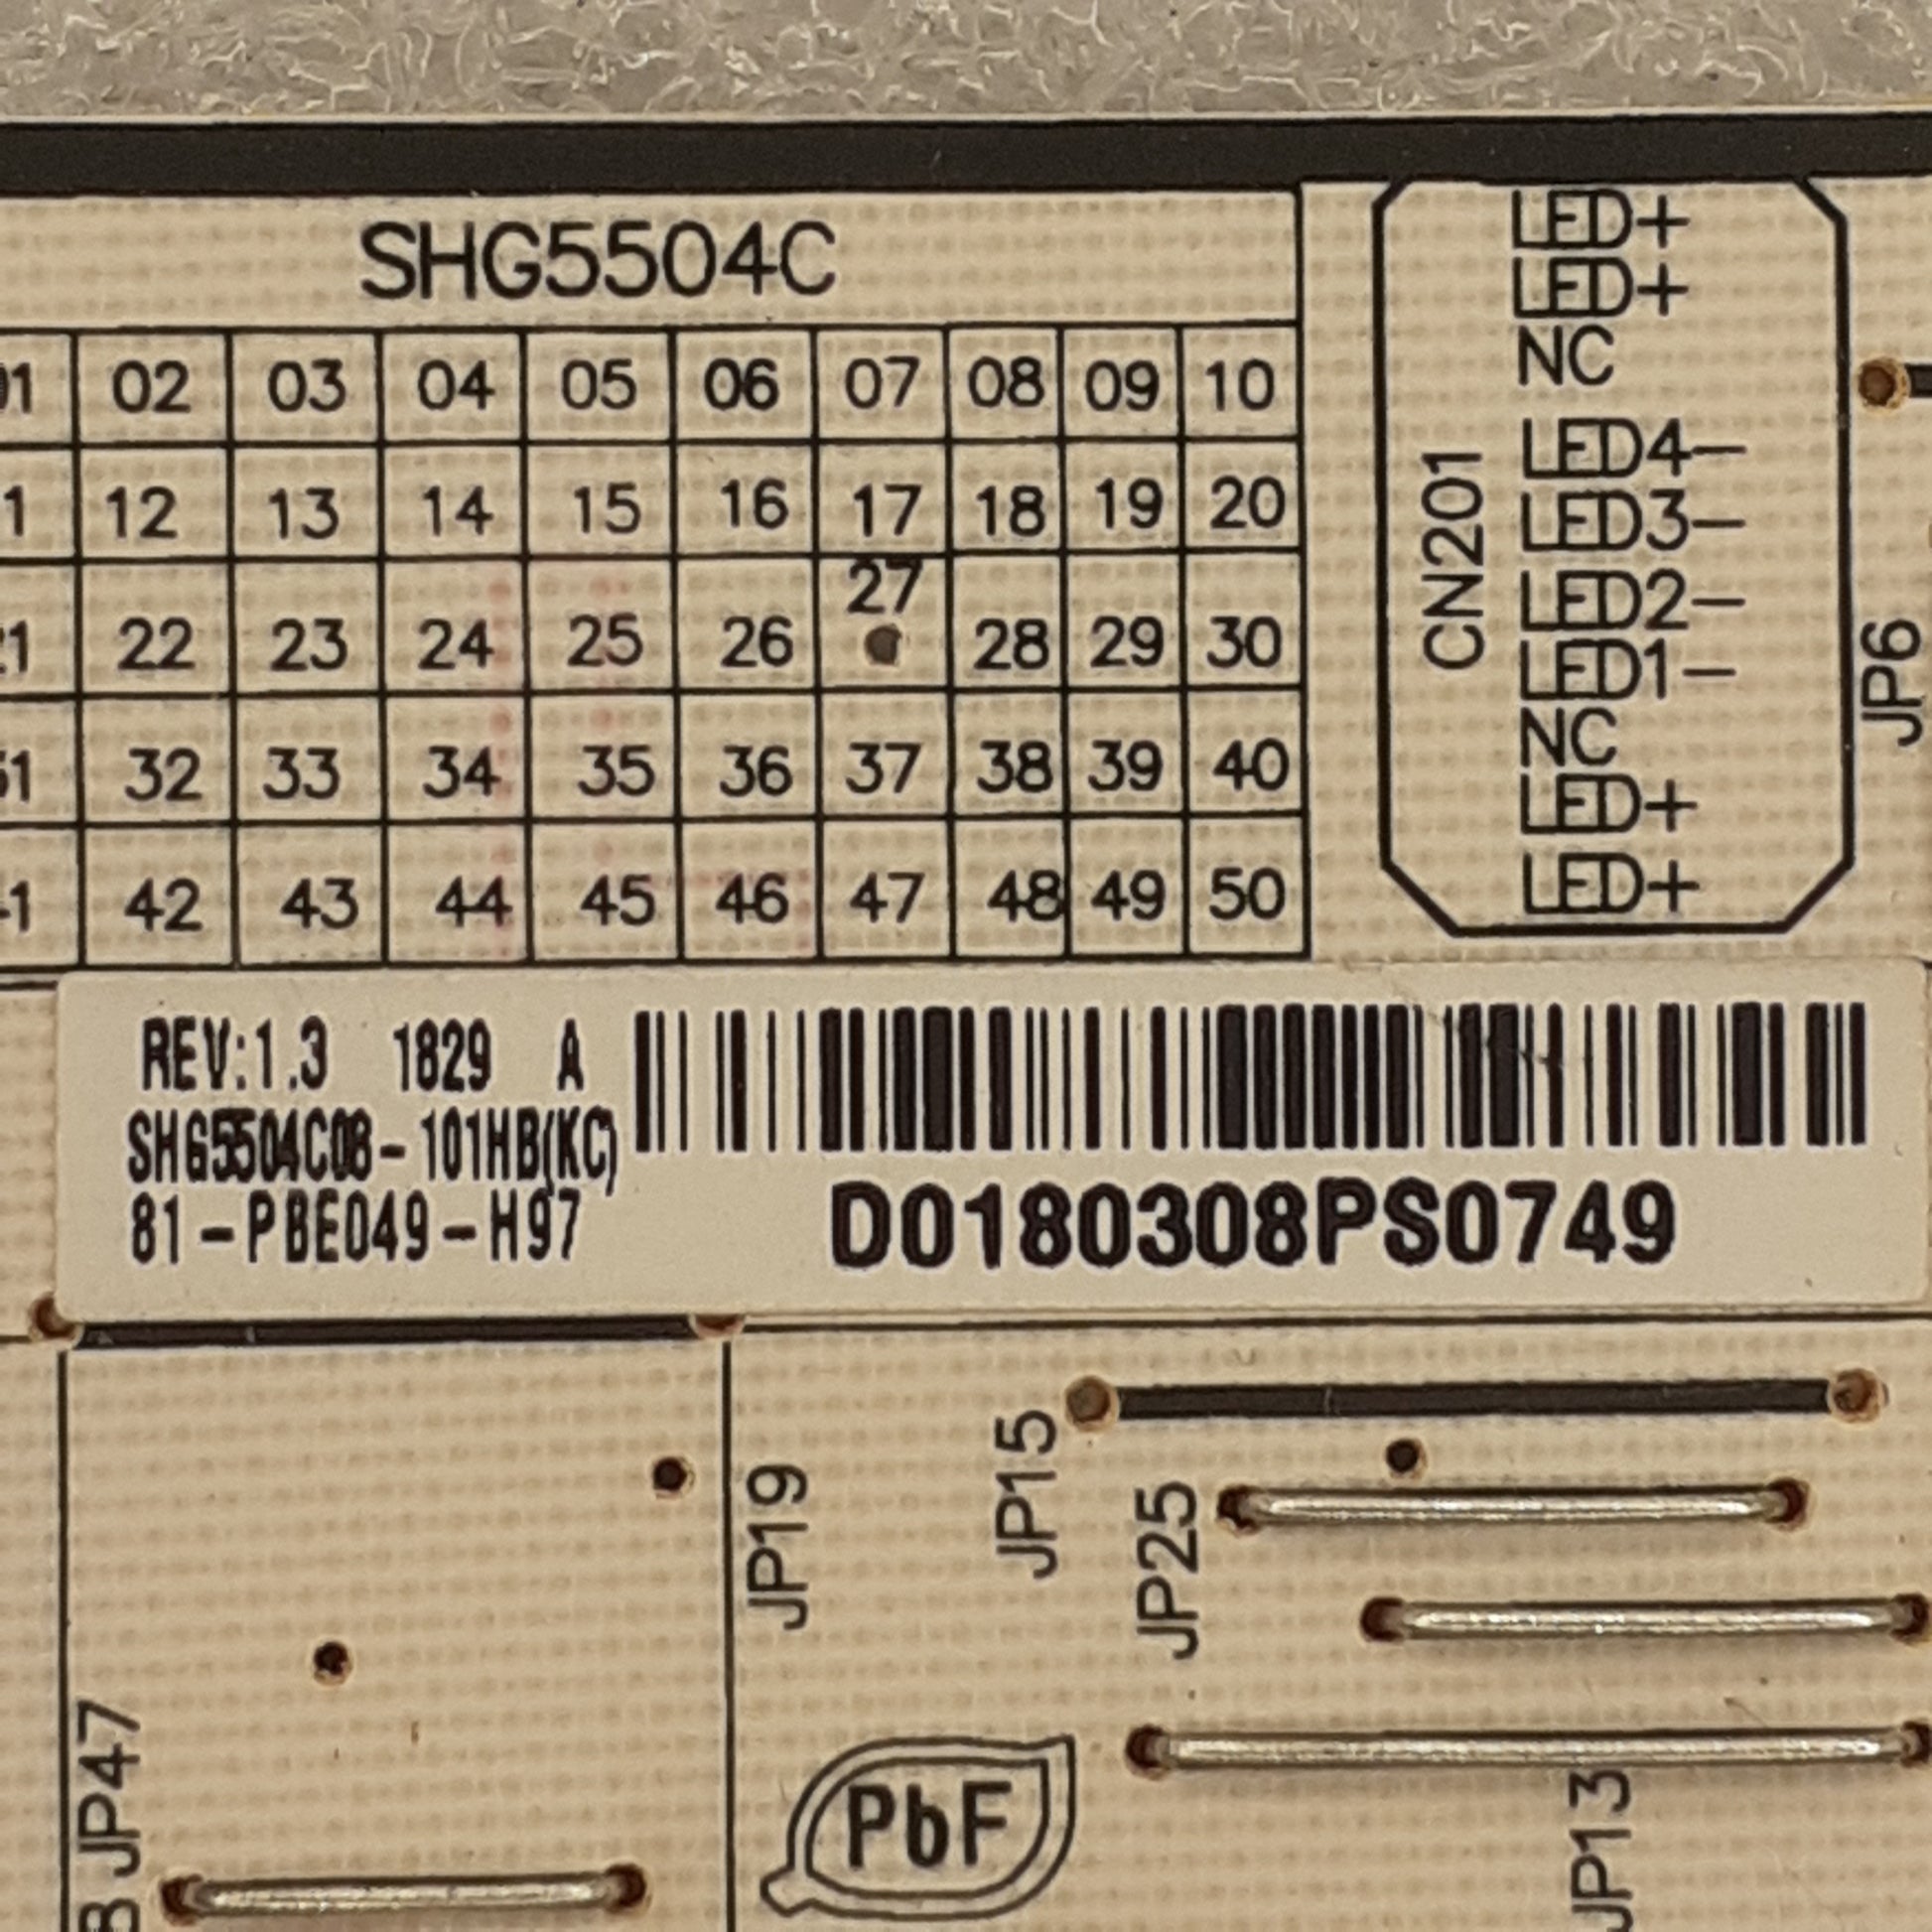 SHG5504C
02 03 04 05 06 07 08 09 10
12 13 14 15 16 17 18 19 20
22 23 24 25 26 27 28 29 30
32 33 34 35 36 37 38 39 40
42 43 44 45 46 47 48 49 50
CN201
LED+
LED+
NC
LED4-
LED3-
LED2-
LED1-
NC
LED+
LED+
JP6
REV:1.3 1829 A
SHG5504C08-101HB(KC)
81-PBE049-H97
D0180308PS0749
JP19
JP15
JP25
JP47
PbF
JP13